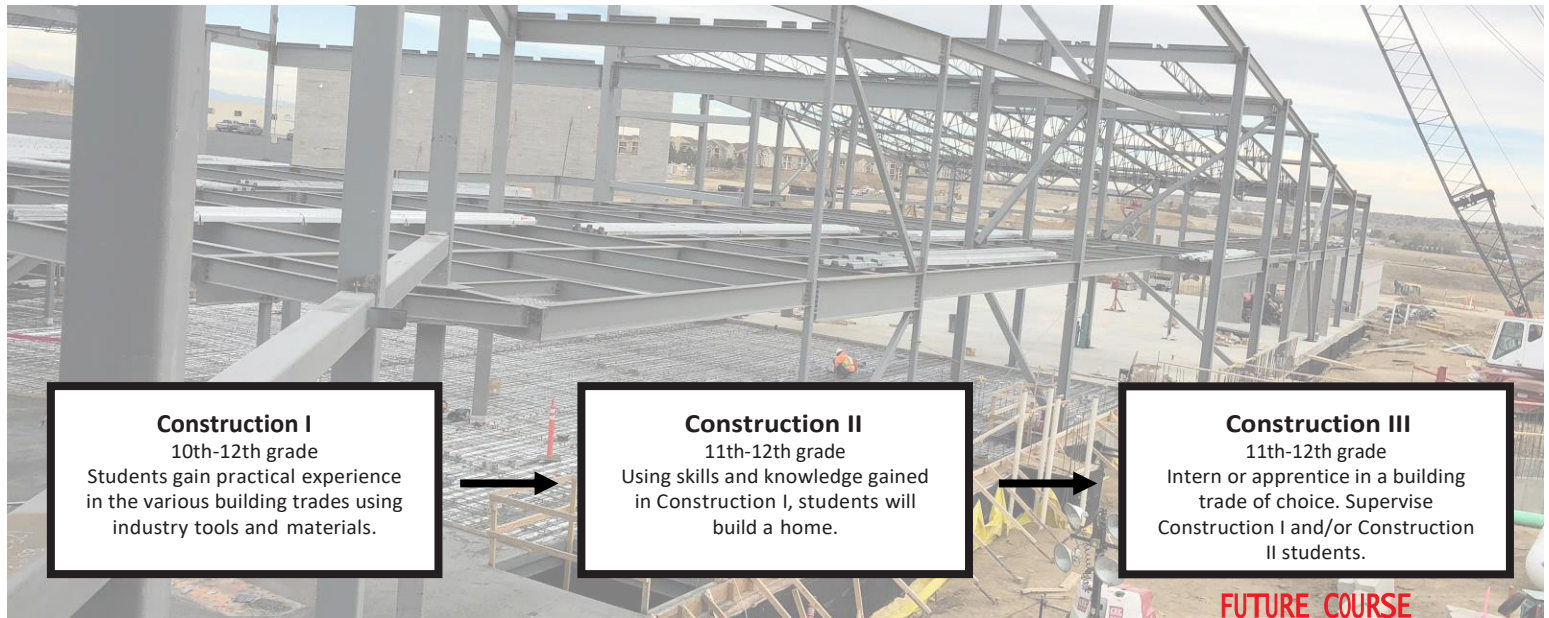 Construction I
10th-12th grade
Students gain practical experience
in the various building trades using
industry tools and materials.
Construction II
11th-12th grade
Using skills and knowledge gained
in Construction I, students will
build a home.
Construction III
11th-12th grade
Intern or apprentice in a building
trade of choice. Supervise
Construction I and/or Construction
II students.
FUTURE COURSE